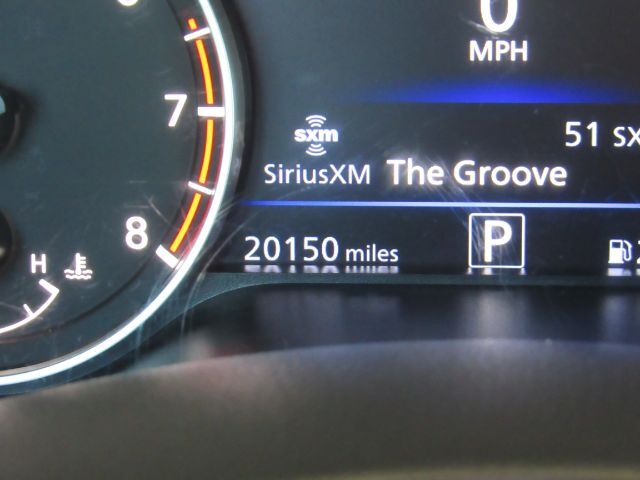 0
MPH
7
sxm
51 SX
SiriusXM The Groove
8
20150 miles
P
H